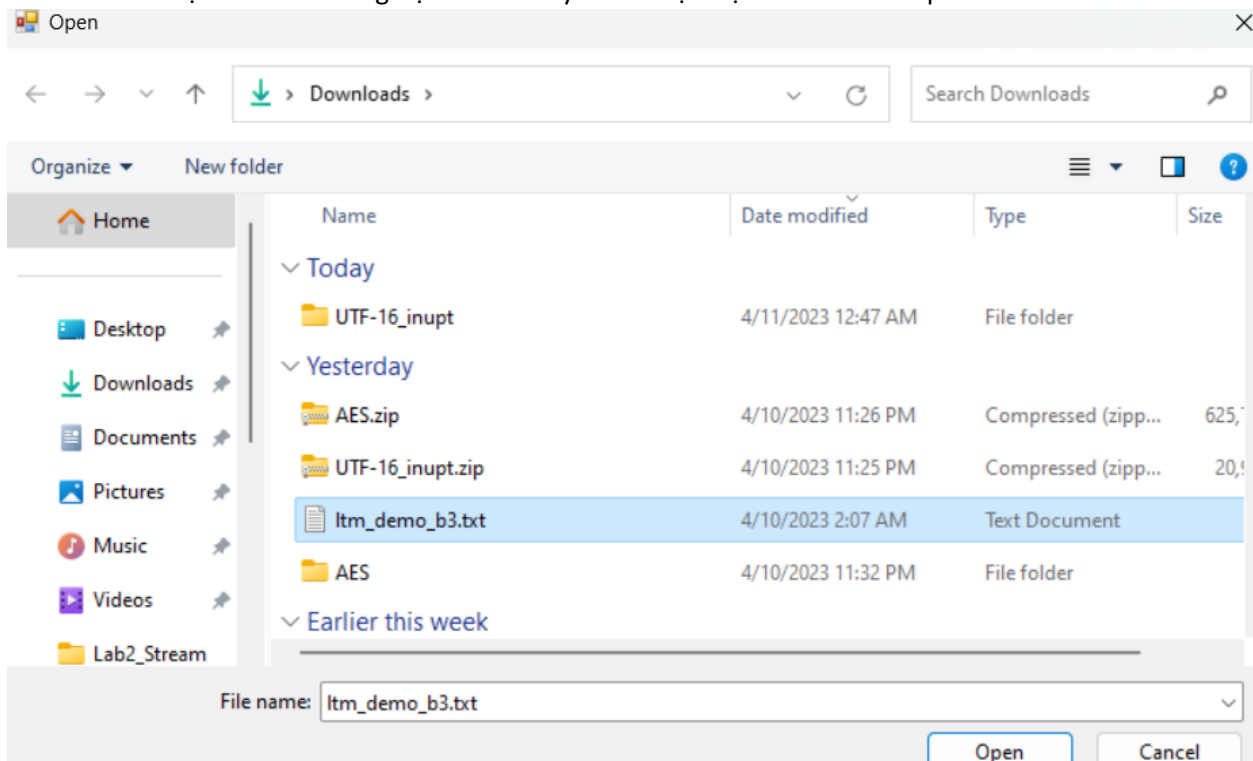 Open
Downloads
Search Downloads
Organize New folder
Home
Desktop
Downloads
Documents
Pictures
Music
Videos
Lab2_Stream
Name Date modified Type Size
Today
UTF-16_inupt 4/11/2023 12:47 AM File folder
Yesterday
AES.zip 4/10/2023 11:26 PM Compressed (zipp... 625,
UTF-16_inupt.zip 4/10/2023 11:25 PM Compressed (zipp... 20,
ltm_demo_b3.txt 4/10/2023 2:07 AM Text Document
AES 4/10/2023 11:32 PM File folder
Earlier this week
File name: ltm_demo_b3.txt
Open Cancel